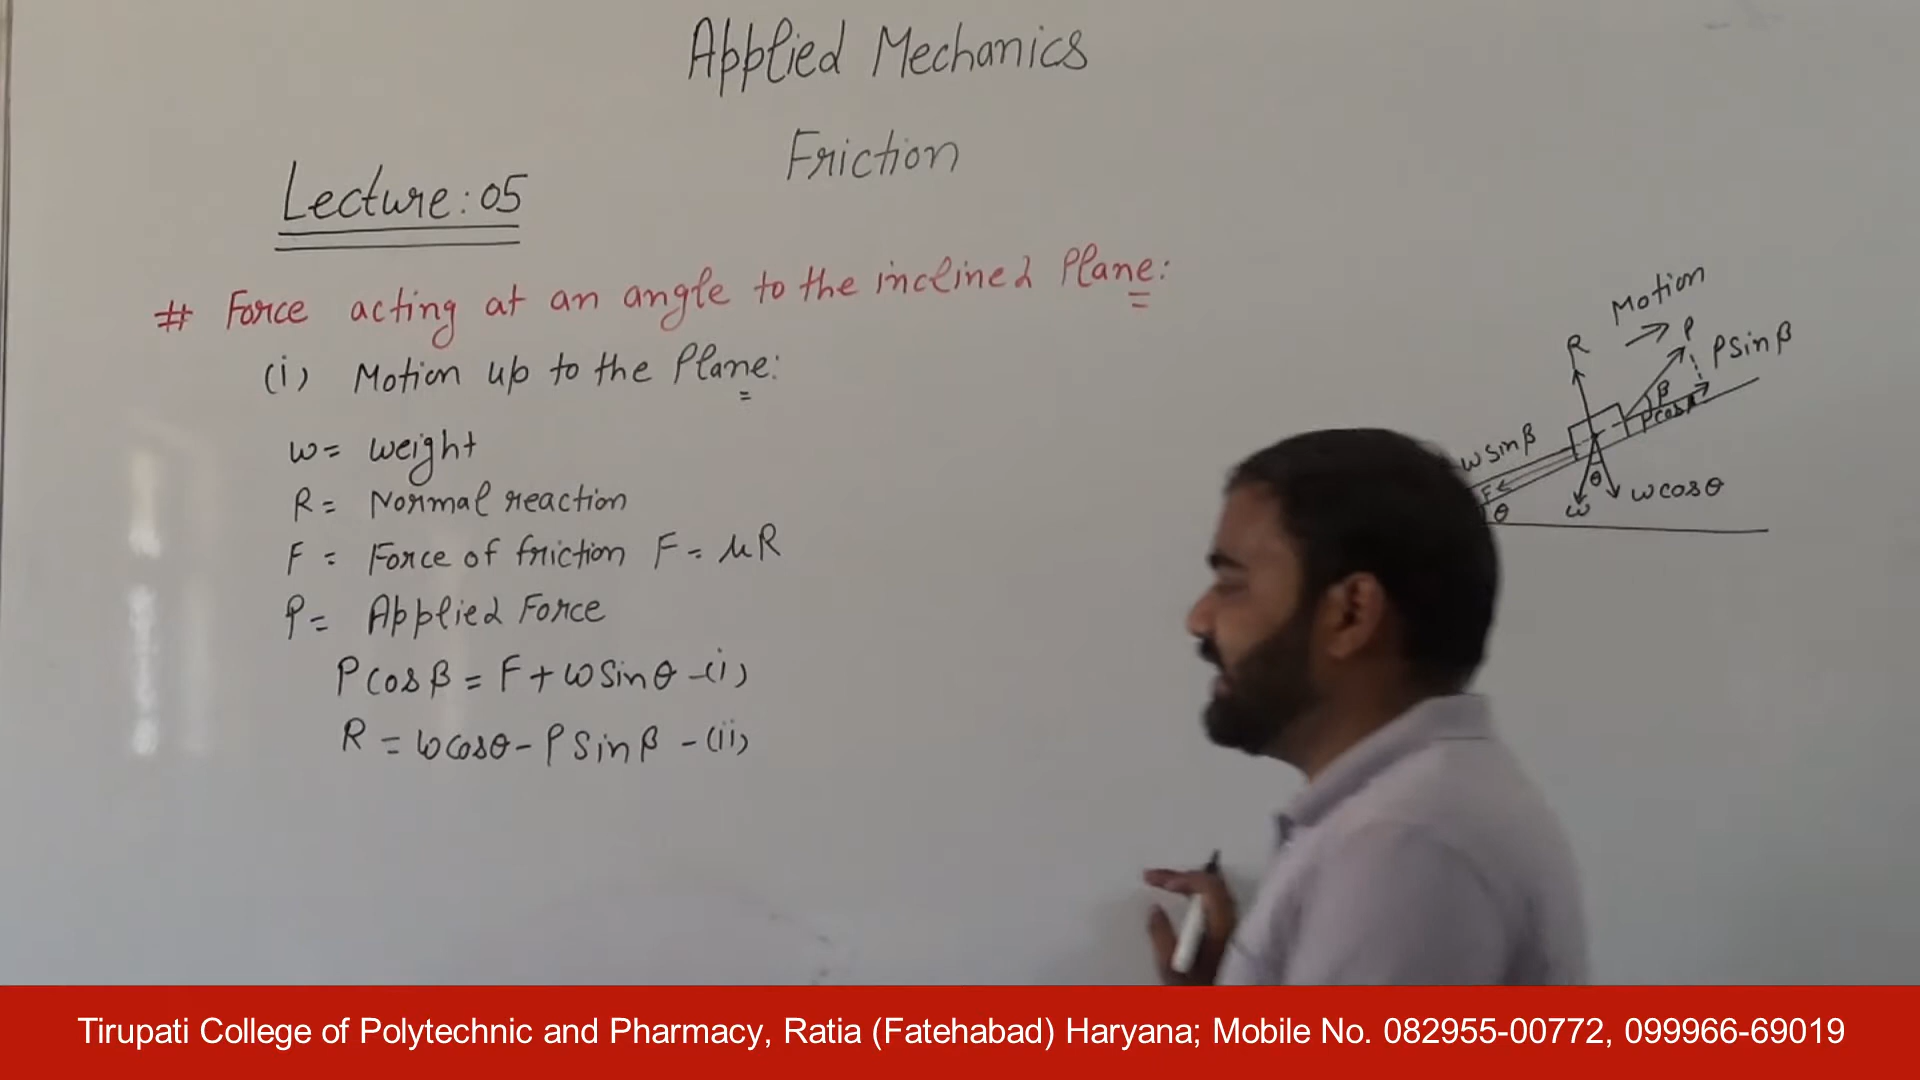 Applied Mechanics
Friction
Lecture: 05
# Force acting at an angle to the inclined Plane:
(i) Motion up to the Plane:
w = weight
R = Normal reaction
F = Force of friction F = μR
P = Applied Force
P cos β = F + w sin θ - (i)
R = w cos θ - P sin β - (ii)
Motion
R
P
P sin β
β
P cos β
w sin β
F
θ
θ
w
w cos θ
Tirupati College of Polytechnic and Pharmacy, Ratia (Fatehabad) Haryana; Mobile No. 082955-00772, 099966-69019